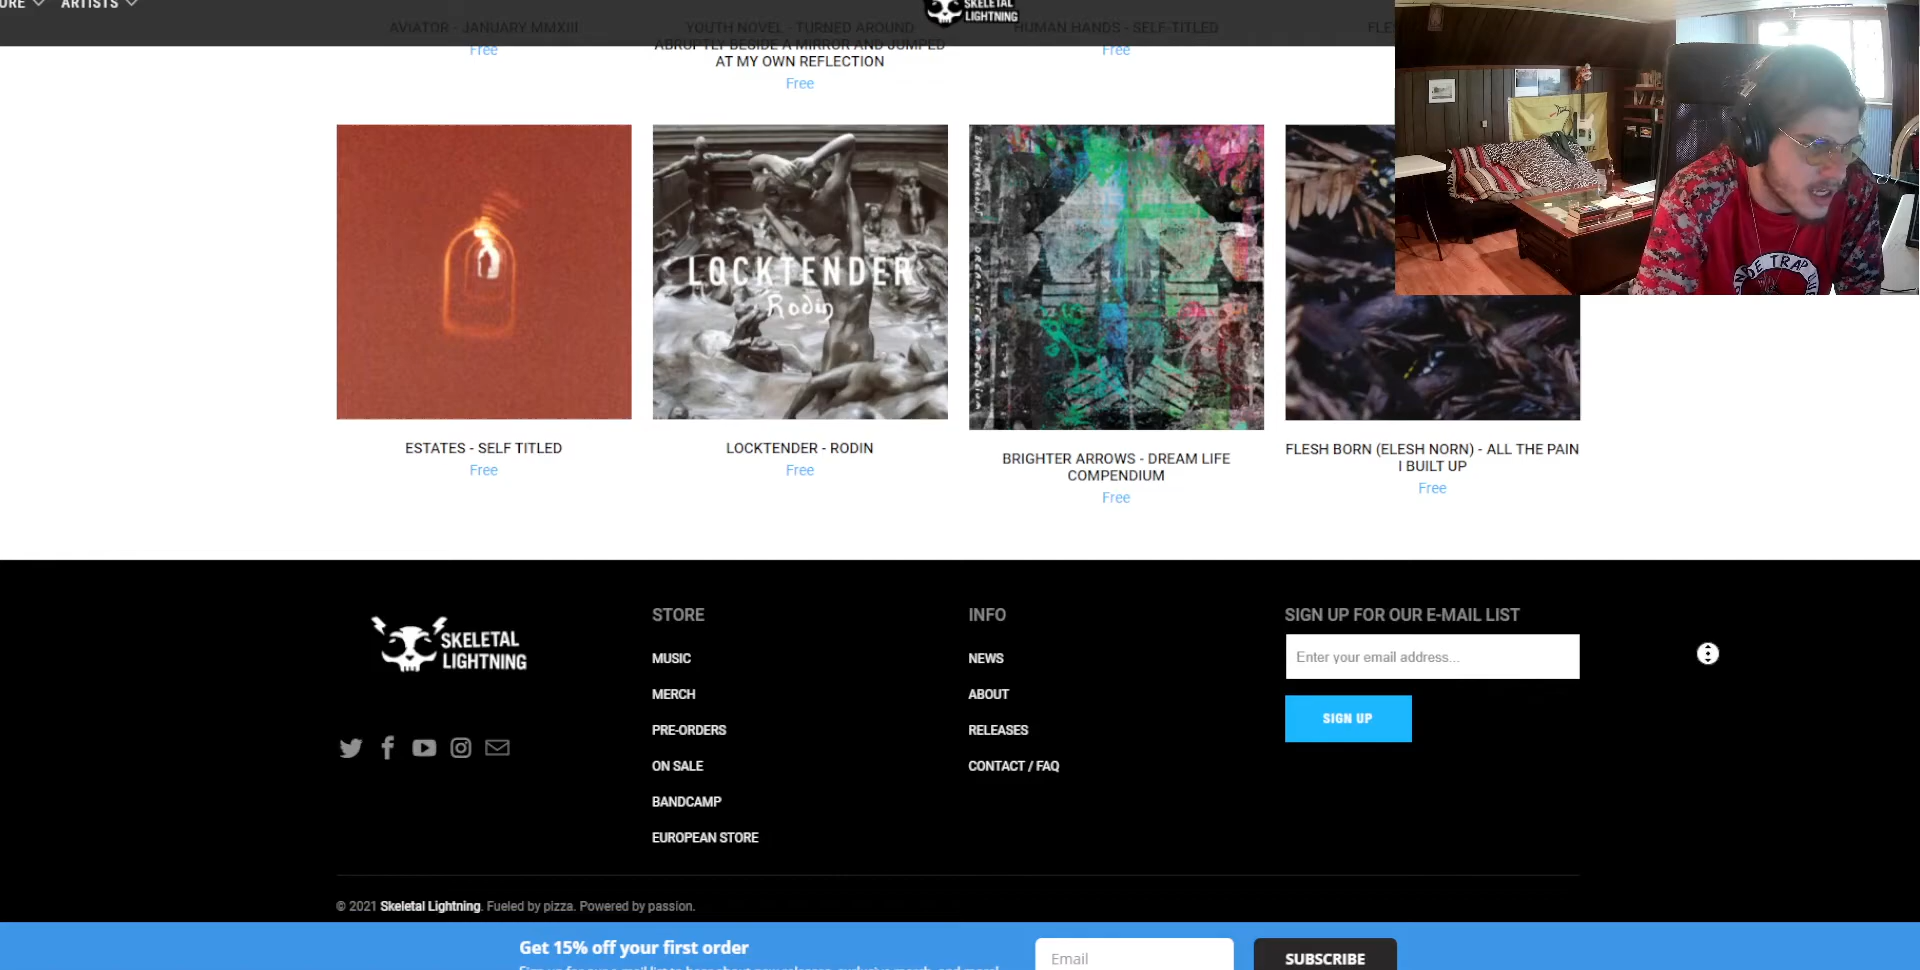 ARTISTS
SKELETAL
LIGHTNING
AVIATOR - JANUARY MMXIII
Free
YOUTH NOVEL - TURNED AROUND
ABRUPTLY BESIDE A MIRROR AND JUMPED
AT MY OWN REFLECTION
Free
HUMAN HANDS - SELF-TITLED
Free
LOCKTENDER
Rodin
ESTATES - SELF TITLED
Free
LOCKTENDER - RODIN
Free
BRIGHTER ARROWS - DREAM LIFE
COMPENDIUM
Free
FLESH BORN (ELESH NORN) - ALL THE PAIN
I BUILT UP
Free
SKELETAL
LIGHTNING
STORE
MUSIC
MERCH
PRE-ORDERS
ON SALE
BANDCAMP
EUROPEAN STORE
INFO
NEWS
ABOUT
RELEASES
CONTACT / FAQ
SIGN UP FOR OUR E-MAIL LIST
Enter your email address...
SIGN UP
© 2021 Skeletal Lightning. Fueled by pizza. Powered by passion.
Get 15% off your first order
Email
SUBSCRIBE